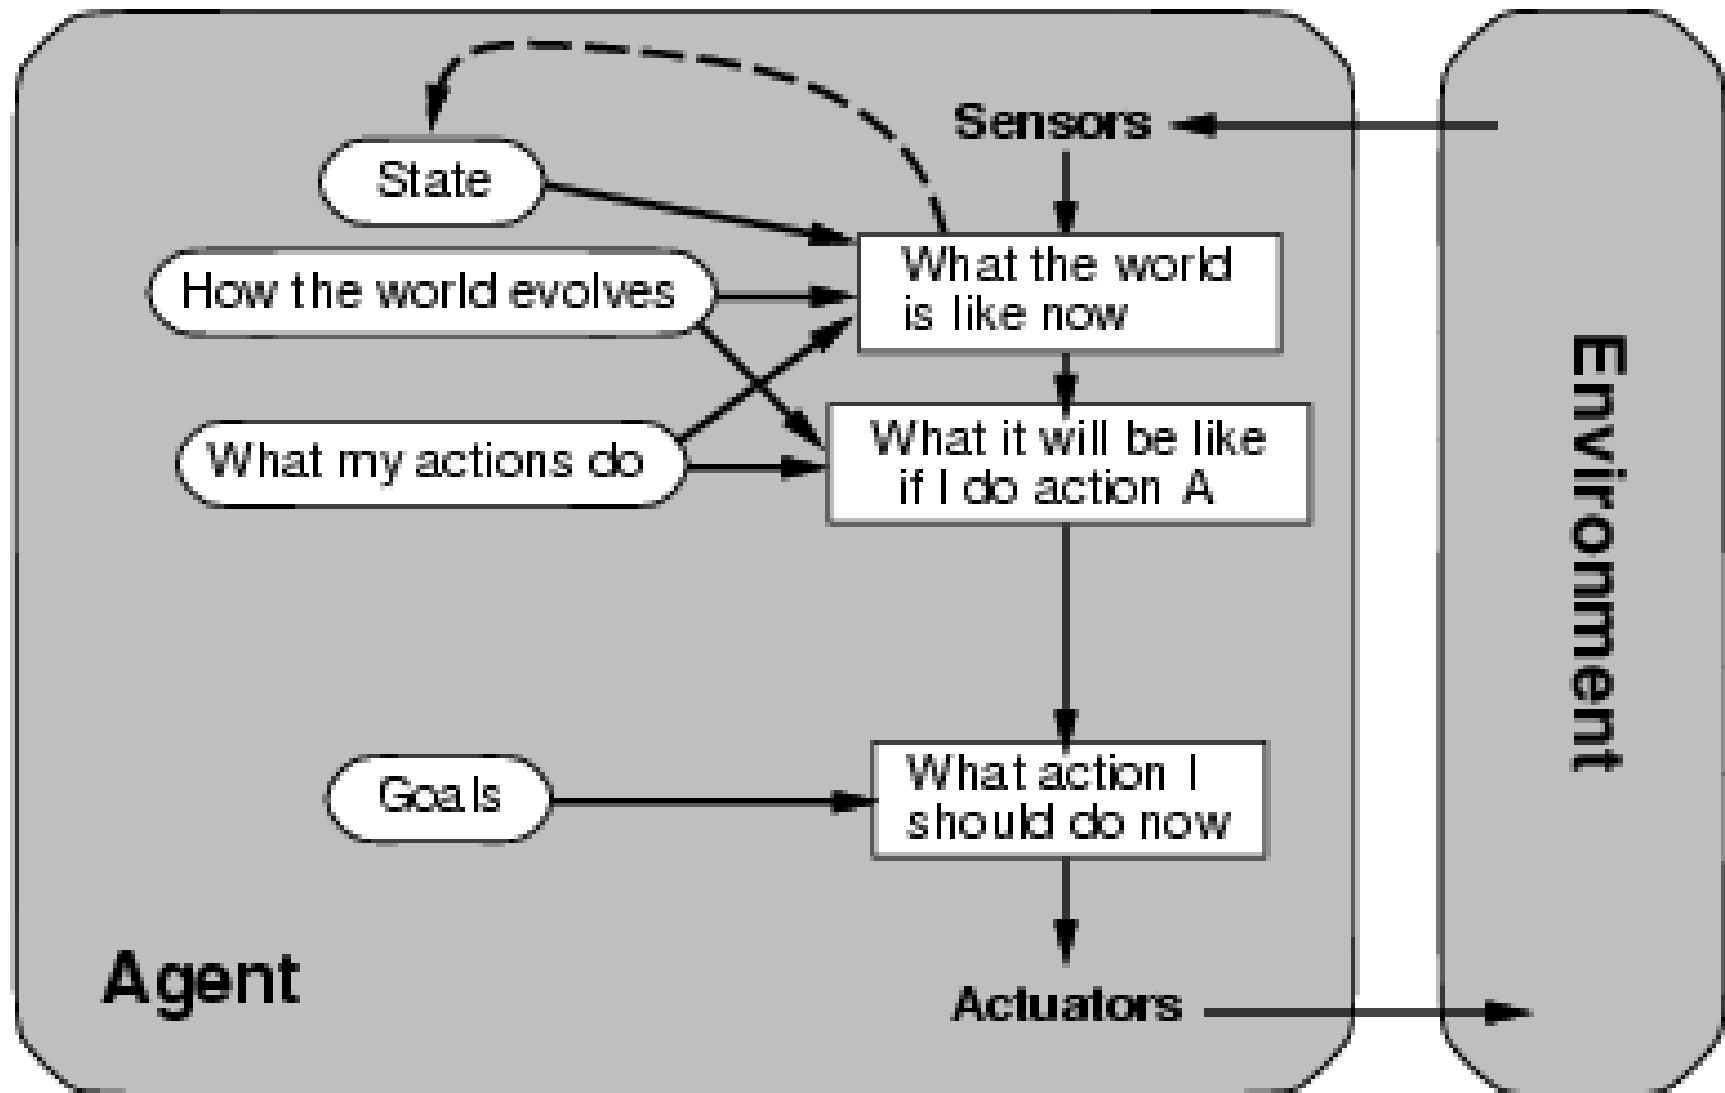 Sensors
State
What the world
is like now
How the world evolves
What it will be like
if I do action A
What my actions do
Environment
What action I
should do now
Goals
Agent
Actuators